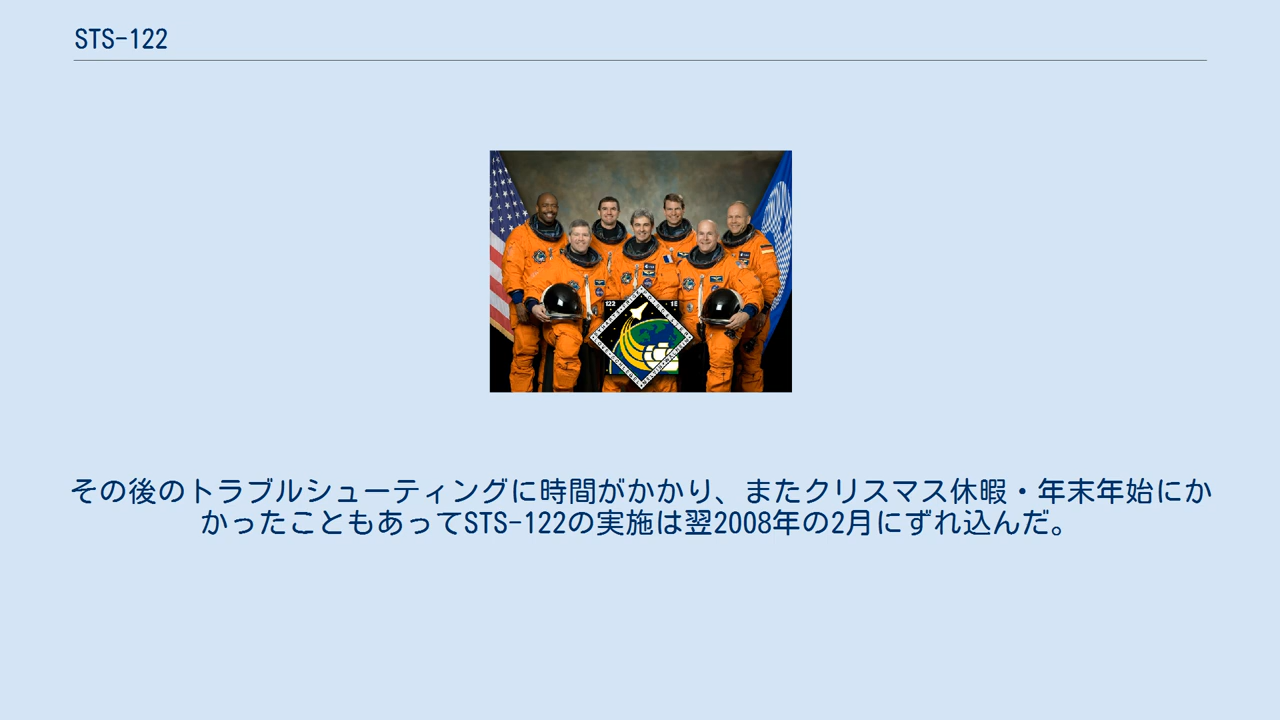 STS-122
122
1E
その後のトラブルシューティングに時間がかかり、またクリスマス休暇・年末年始にか
かったこともあってSTS-122の実施は翌2008年の2月にずれ込んだ。